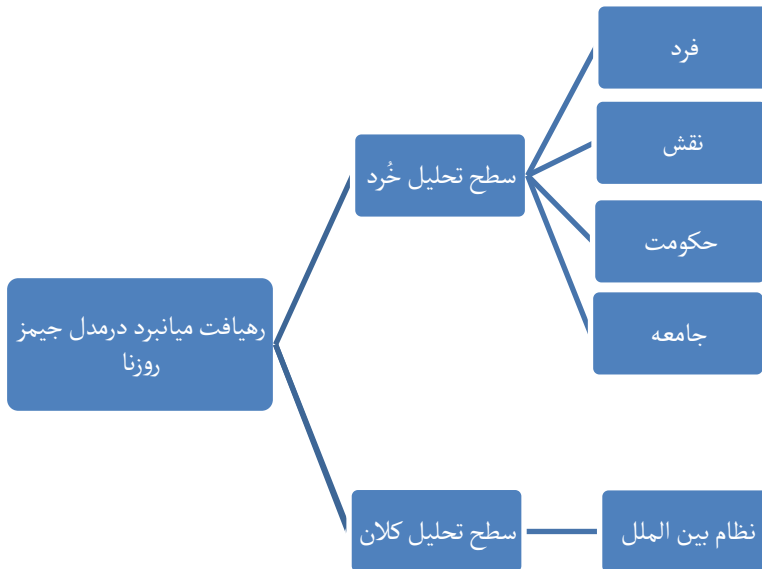 رهیافت میانبرد درمدل جیمز
روزنا
سطح تحلیل خُرد
فرد
نقش
حکومت
جامعه
سطح تحلیل کلان
نظام بین الملل